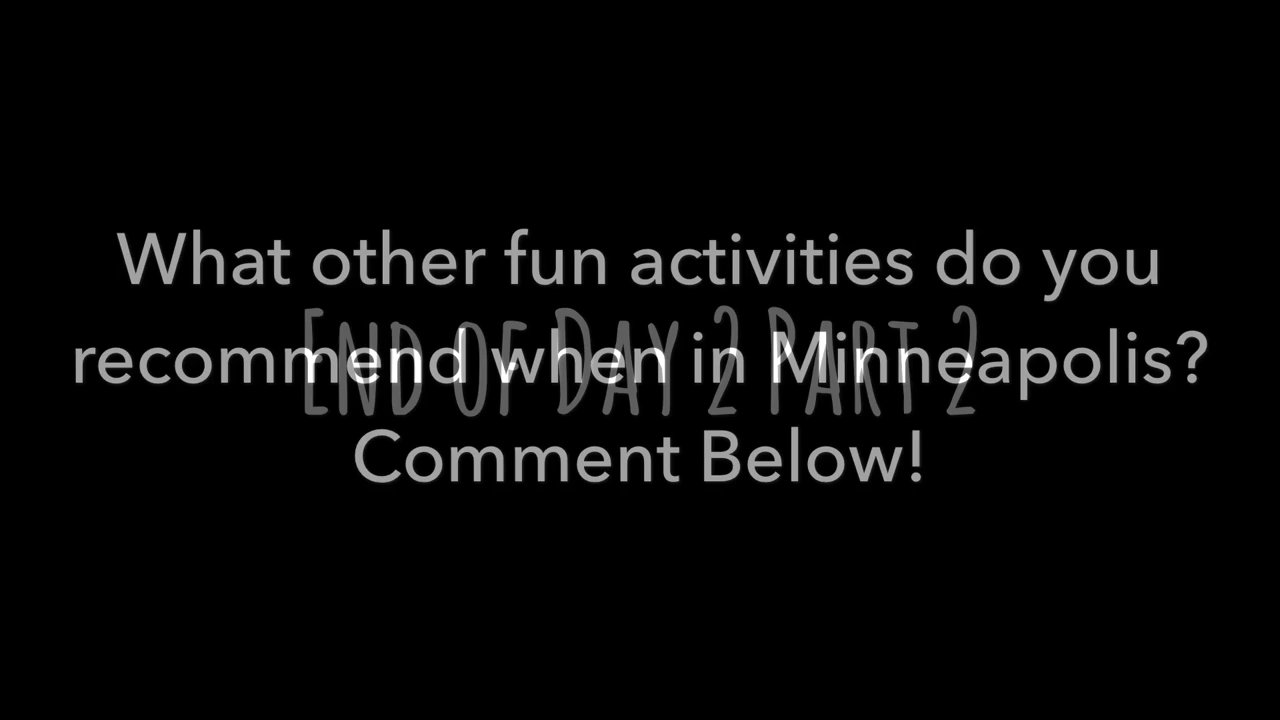 What other fun activities do you
End of Day 2 Part 2
recommend when in Minneapolis?
Comment Below!